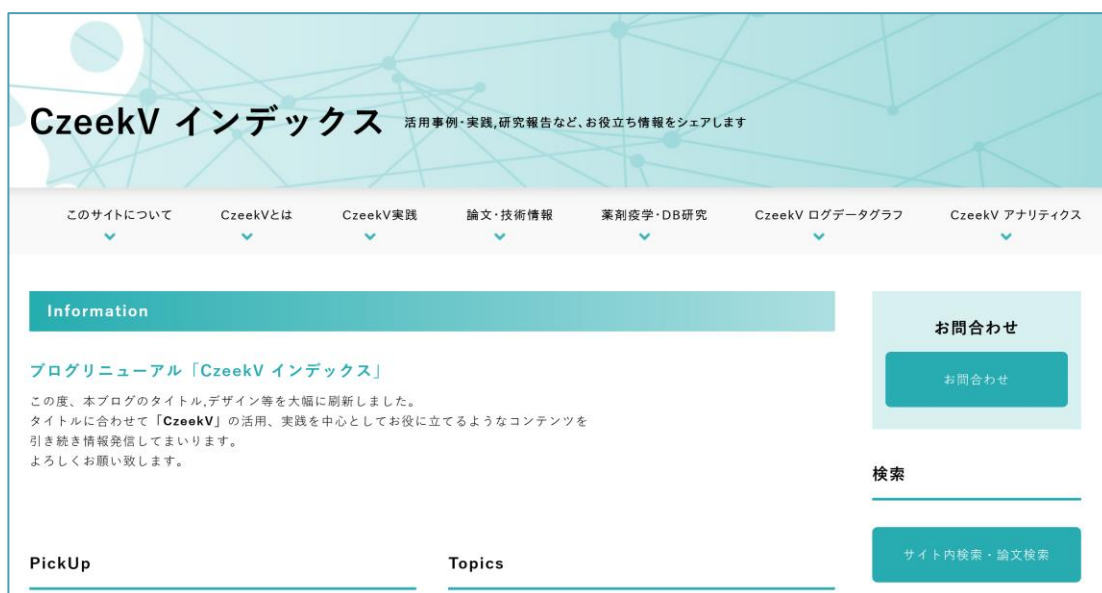 CzeekV インデックス 活用事例・実践,研究報告など、お役立ち情報をシェアします
このサイトについて CzeekVとは CzeekV実践 論文・技術情報 薬剤疫学・DB研究 CzeekV ログデータグラフ CzeekV アナリティクス
Information
ブログリニューアル「CzeekV インデックス」
この度、本ブログのタイトル,デザイン等を大幅に刷新しました。
タイトルに合わせて「CzeekV」の活用、実践を中心としてお役に立てるようなコンテンツを
引き続き情報発信してまいります。
よろしくお願い致します。
お問合わせ
お問合わせ
検索
サイト内検索・論文検索
PickUp
Topics